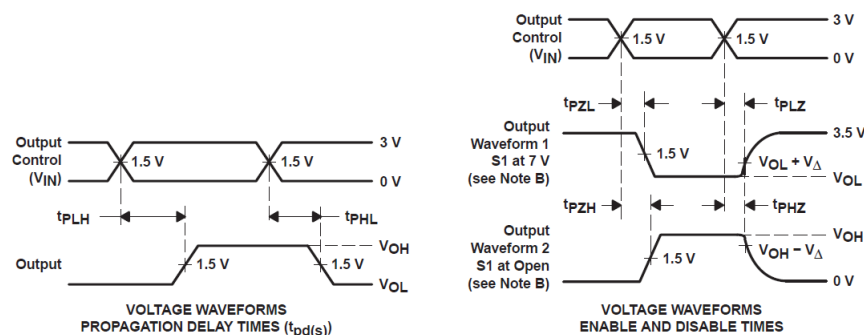 Output
Control
(VIN)
1.5 V
1.5 V
3 V
0 V
tPLH
tPHL
Output
1.5 V
1.5 V
VOH
VOL
VOLTAGE WAVEFORMS
PROPAGATION DELAY TIMES (tpd(s))
Output
Control
(VIN)
1.5 V
1.5 V
3 V
0 V
tPZL
tPLZ
Output
Waveform 1
S1 at 7 V
(see Note B)
1.5 V
3.5 V
VOL + VΔ
VOL
tPZH
tPHZ
Output
Waveform 2
S1 at Open
(see Note B)
1.5 V
VOH
VOH − VΔ
0 V
VOLTAGE WAVEFORMS
ENABLE AND DISABLE TIMES